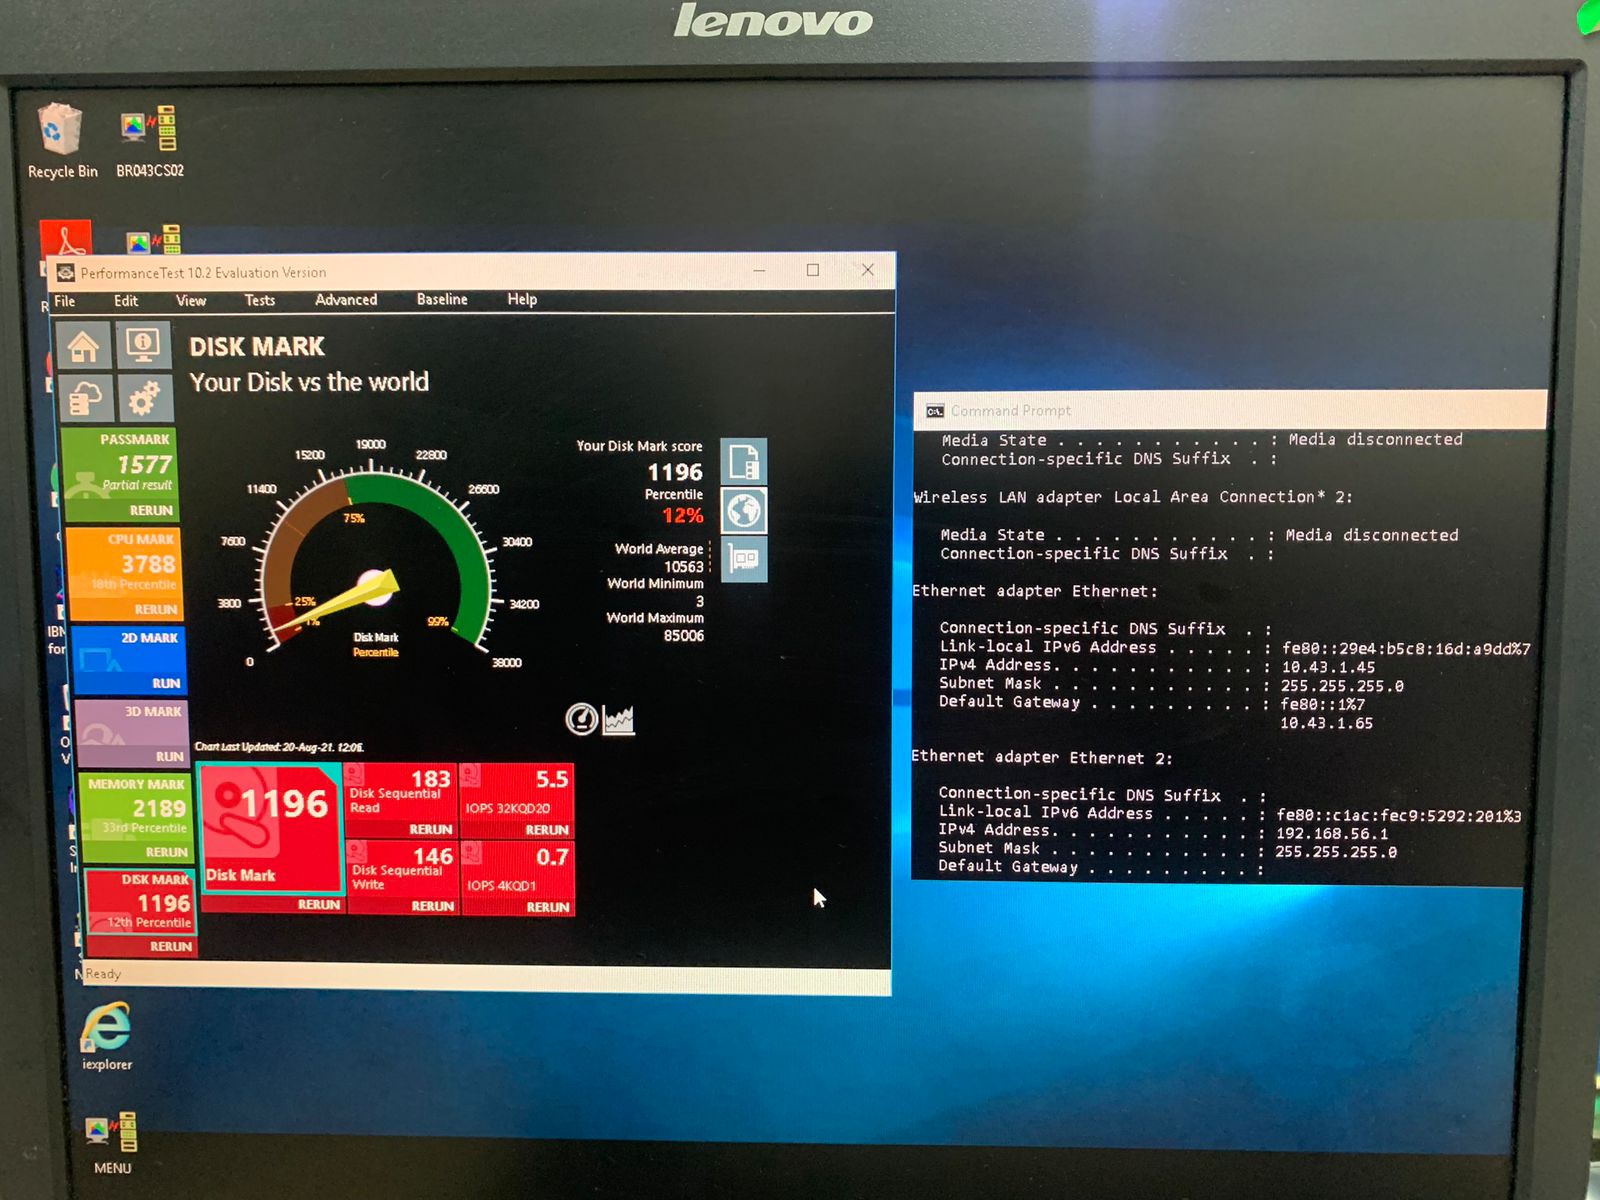 lenovo
Recycle Bin
BR043CS02
PerformanceTest 10.2 Evaluation Version
File Edit View Tests Advanced Baseline Help
DISK MARK
Your Disk vs the world
PASSMARK
1577
Partial result
RERUN
CPU MARK
3788
18th Percentile
RERUN
2D MARK
RUN
3D MARK
RUN
MEMORY MARK
2189
33rd Percentile
RERUN
DISK MARK
1196
12th Percentile
RERUN
0
3800
7600
11400
15200
19000
22800
26600
30400
34200
38000
1%
25%
75%
99%
Disk Mark
Percentile
Your Disk Mark score
1196
Percentile
12%
World Average
10563
World Minimum
3
World Maximum
85006
Chart Last Updated: 20-Aug-21, 12:06.
1196
Disk Mark
RERUN
183
Disk Sequential
Read
RERUN
5.5
IOPS 32KQD20
RERUN
146
Disk Sequential
Write
RERUN
0.7
IOPS 4KQD1
RERUN
Ready
Command Prompt
Media State . . . . . . . . . . . : Media disconnected
Connection-specific DNS Suffix . :
Wireless LAN adapter Local Area Connection* 2:
Media State . . . . . . . . . . . : Media disconnected
Connection-specific DNS Suffix . :
Ethernet adapter Ethernet:
Connection-specific DNS Suffix . :
Link-local IPv6 Address . . . . . : fe80::29e4:b5c8:16d:a9dd%7
IPv4 Address. . . . . . . . . . . : 10.43.1.45
Subnet Mask . . . . . . . . . . . : 255.255.255.0
Default Gateway . . . . . . . . . : fe80::1%7
10.43.1.65
Ethernet adapter Ethernet 2:
Connection-specific DNS Suffix . :
Link-local IPv6 Address . . . . . : fe80::c1ac:fec9:5292:201%3
IPv4 Address. . . . . . . . . . . : 192.168.56.1
Subnet Mask . . . . . . . . . . . : 255.255.255.0
Default Gateway . . . . . . . . . :
IBM
for
iexplorer
MENU